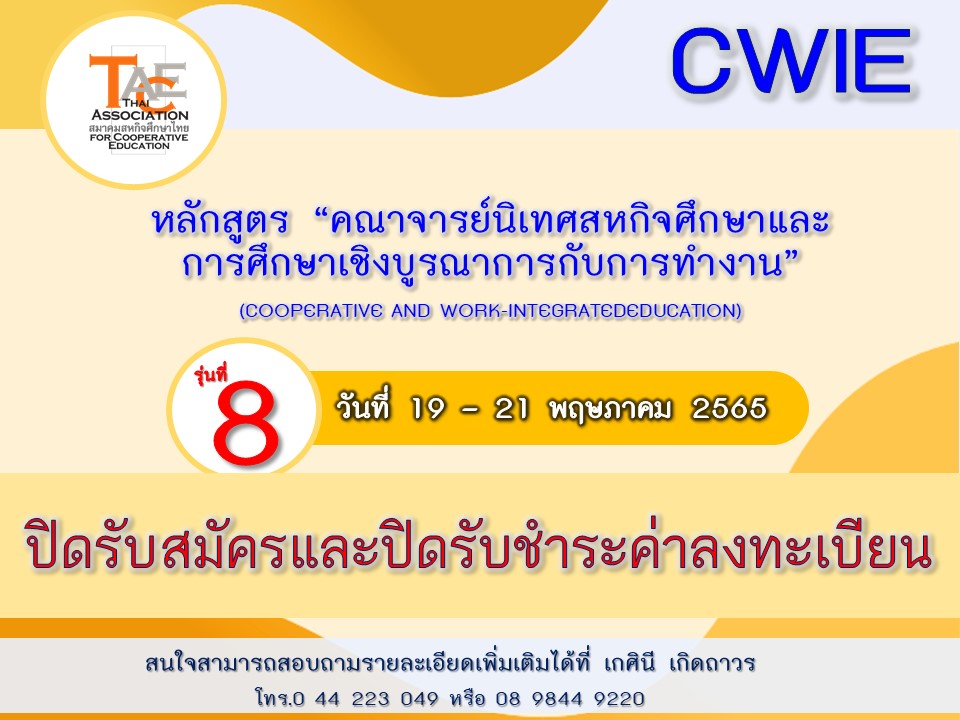 TCAE
THAI
ASSOCIATION
สมาคมสหกิจศึกษาไทย
FOR COOPERATIVE
EDUCATION
CWIE
หลักสูตร “คณาจารย์นิเทศสหกิจศึกษาและ
การศึกษาเชิงบูรณาการกับการทำงาน”
(COOPERATIVE AND WORK-INTEGRATEDEDUCATION)
รุ่นที่
8
วันที่ 19 – 21 พฤษภาคม 2565
ปิดรับสมัครและปิดรับชำระค่าลงทะเบียน
สนใจสามารถสอบถามรายละเอียดเพิ่มเติมได้ที่ เกศินี เกิดถาวร
โทร.0 44 223 049 หรือ 08 9844 9220